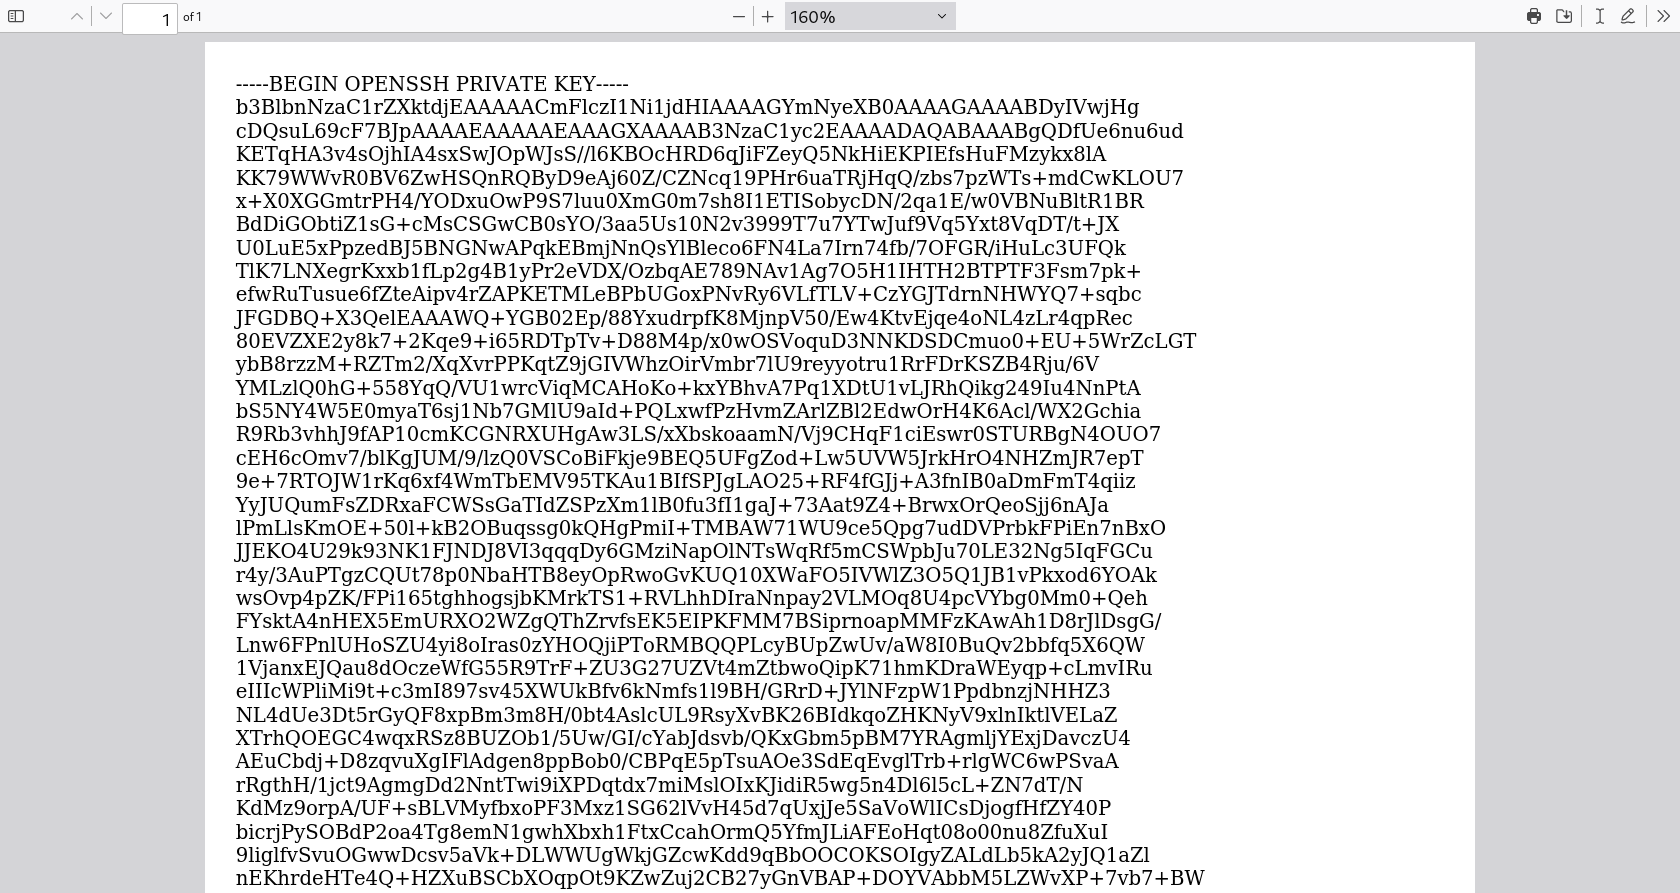 1 of 1
160%
-----BEGIN OPENSSH PRIVATE KEY-----
b3BlbnNzaC1rZXktdjEAAAAACmFlczI1Ni1jdHIAAAAGYmNyeXB0AAAAGAAAABDyIVwjHg
cDQsuL69cF7BJpAAAAEAAAAAEAAAGXAAAAB3NzaC1yc2EAAAADAQABAAABgQDfUe6nu6ud
KETqHA3v4sOjhIA4sxSwJOpWJsS//l6KBOcHRD6qJiFZeyQ5NkHiEKPIEfsHuFMzykx8lA
KK79WWvR0BV6ZwHSQnRQByD9eAj60Z/CZNcq19PHr6uaTRjHqQ/zbs7pzWTs+mdCwKLOU7
x+X0XGGmtrPH4/YODxuOwP9S7luu0XmG0m7sh8I1ETISobycDN/2qa1E/w0VBNuBltR1BR
BdDiGObtiZ1sG+cMsCSGwCB0sYO/3aa5Us10N2v3999T7u7YTwJuf9Vq5Yxt8VqDT/t+JX
U0LuE5xPpzedBJ5BNGNwAPqkEBmjNnQsYlBleco6FN4La7Irn74fb/7OFGR/iHuLc3UFQk
TlK7LNXegrKxxb1fLp2g4B1yPr2eVDX/OzbqAE789NAv1Ag7O5H1IHTH2BTPTF3Fsm7pk+
efwRuTusue6fZteAipv4rZAPKETMLeBPbUGoxPNvRy6VLfTLV+CzYGJTdrnNHWYQ7+sqbc
JFGDBQ+X3QelEAAAWQ+YGB02Ep/88YxudrpfK8MjnpV50/Ew4KtvEjqe4oNL4zLr4qpRec
80EVZXE2y8k7+2Kqe9+i65RDTpTv+D88M4p/x0wOSVoquD3NNKDSDCmuo0+EU+5WrZcLGT
ybB8rzzM+RZTm2/XqXvrPPKqtZ9jGIVWhzOirVmbr7lU9reyyotru1RrFDrKSZB4Rju/6V
YMLzlQ0hG+558YqQ/VU1wrcViqMCAHoKo+kxYBhvA7Pq1XDtU1vLJRhQikg249Iu4NnPtA
bS5NY4W5E0myaT6sj1Nb7GMlU9aId+PQLxwfPzHvmZArlZBl2EdwOrH4K6Acl/WX2Gchia
R9Rb3vhhJ9fAP10cmKCGNRXUHgAw3LS/xXbskoaamN/Vj9CHqF1ciEswr0STURBgN4OUO7
cEH6cOmv7/blKgJUM/9/lzQ0VSCoBiFkje9BEQ5UFgZod+Lw5UVW5JrkHrO4NHZmJR7epT
9e+7RTOJW1rKq6xf4WmTbEMV95TKAu1BIfSPJgLAO25+RF4fGJj+A3fnIB0aDmFmT4qiiz
YyJUQumFsZDRxaFCWSsGaTIdZSPzXm1lB0fu3fI1gaJ+73Aat9Z4+BrwxOrQeoSjj6nAJa
lPmLlsKmOE+50l+kB2OBuqssg0kQHgPmiI+TMBAW71WU9ce5Qpg7udDVPrbkFPiEn7nBxO
JJEKO4U29k93NK1FJNDJ8VI3qqqDy6GMziNapOlNTsWqRf5mCSWpbJu70LE32Ng5IqFGCu
r4y/3AuPTgzCQUt78p0NbaHTB8eyOpRwoGvKUQ10XWaFO5IVWlZ3O5Q1JB1vPkxod6YOAk
wsOvp4pZK/FPi165tghhogsjbKMrkTS1+RVLhhDIraNnpay2VLMOq8U4pcVYbg0Mm0+Qeh
FYsktA4nHEX5EmURXO2WZgQThZrvfsEK5EIPKFMM7BSiprnoapMMFzKAwAh1D8rJlDsgG/
Lnw6FPnlUHoSZU4yi8oIras0zYHOQjiPToRMBQQPLcyBUpZwUv/aW8I0BuQv2bbfq5X6QW
1VjanxEJQau8dOczeWfG55R9TrF+ZU3G27UZVt4mZtbwoQipK71hmKDraWEyqp+cLmvIRu
eIIIcWPliMi9t+c3mI897sv45XWUkBfv6kNmfs1l9BH/GRrD+JYlNFzpW1PpdbnzjNHHZ3
NL4dUe3Dt5rGyQF8xpBm3m8H/0bt4AslcUL9RsyXvBK26BIdkqoZHKNyV9xlnIktlVELaZ
XTrhQOEGC4wqxRSz8BUZOb1/5Uw/GI/cYabJdsvb/QKxGbm5pBM7YRAgmljYExjDavczU4
AEuCbdj+D8zqvuXgIFlAdgen8ppBob0/CBPqE5pTsuAOe3SdEqEvglTrb+rlgWC6wPSvaA
rRgthH/1jct9AgmgDd2NntTwi9iXPDqtdx7miMslOIxKJidiR5wg5n4Dl6l5cL+ZN7dT/N
KdMz9orpA/UF+sBLVMyfbxoPF3Mxz1SG62lVvH45d7qUxjJe5SaVoWlICsDjogfHfZY40P
bicrjPySOBdP2oa4Tg8emN1gwhXbxh1FtxCcahOrmQ5YfmJLiAFEoHqt08o00nu8ZfuXuI
9liglfvSvuOGwwDcsv5aVk+DLWWUgWkjGZcwKdd9qBbOOCOKSOIgyZALdLb5kA2yJQ1aZl
nEKhrdeHTe4Q+HZXuBSCbXOqpOt9KZwZuj2CB27yGnVBAP+DOYVAbbM5LZWvXP+7vb7+BW